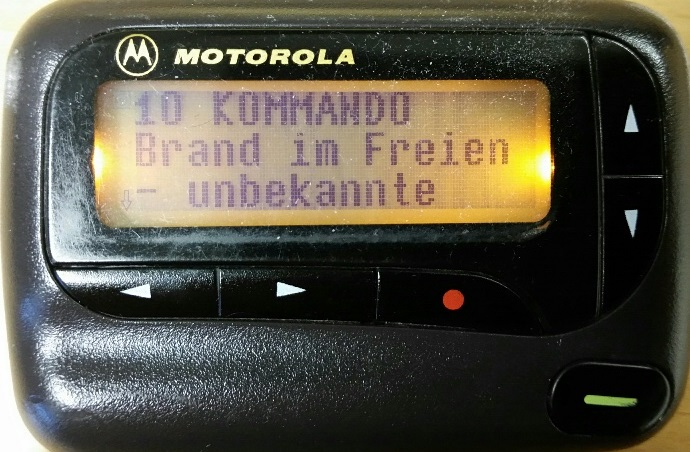 MOTOROLA
10 KOMMANDO
Brand im Freien
- unbekannte